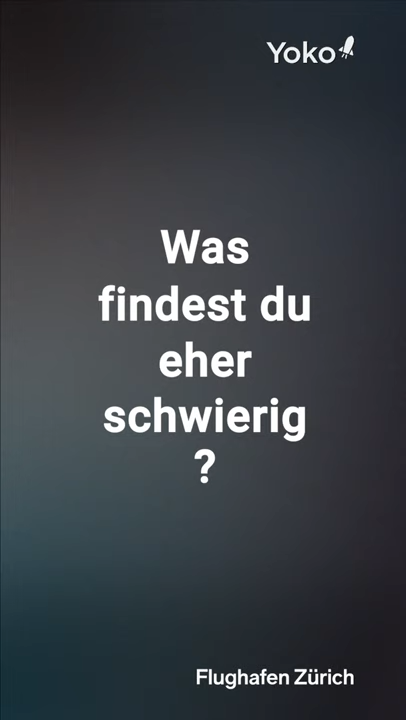 Yoko
Was
findest du
eher
schwierig
?
Flughafen Zürich